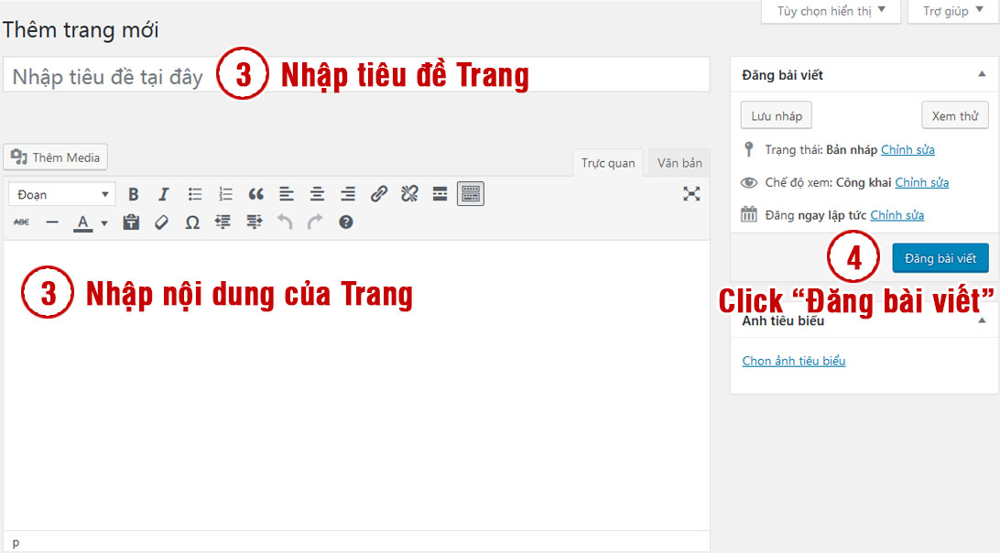 Tùy chọn hiển thị
Trợ giúp
Thêm trang mới
Nhập tiêu đề tại đây
3 Nhập tiêu đề Trang
Thêm Media
Trực quan
Văn bản
Đoạn
B I
ABC A Ω ?
3 Nhập nội dung của Trang
p
Đăng bài viết
Lưu nháp
Xem thử
Trạng thái: Bản nháp Chỉnh sửa
Chế độ xem: Công khai Chỉnh sửa
Đăng ngay lập tức Chỉnh sửa
4
Đăng bài viết
Click “Đăng bài viết”
Ảnh tiêu biểu
Chọn ảnh tiêu biểu